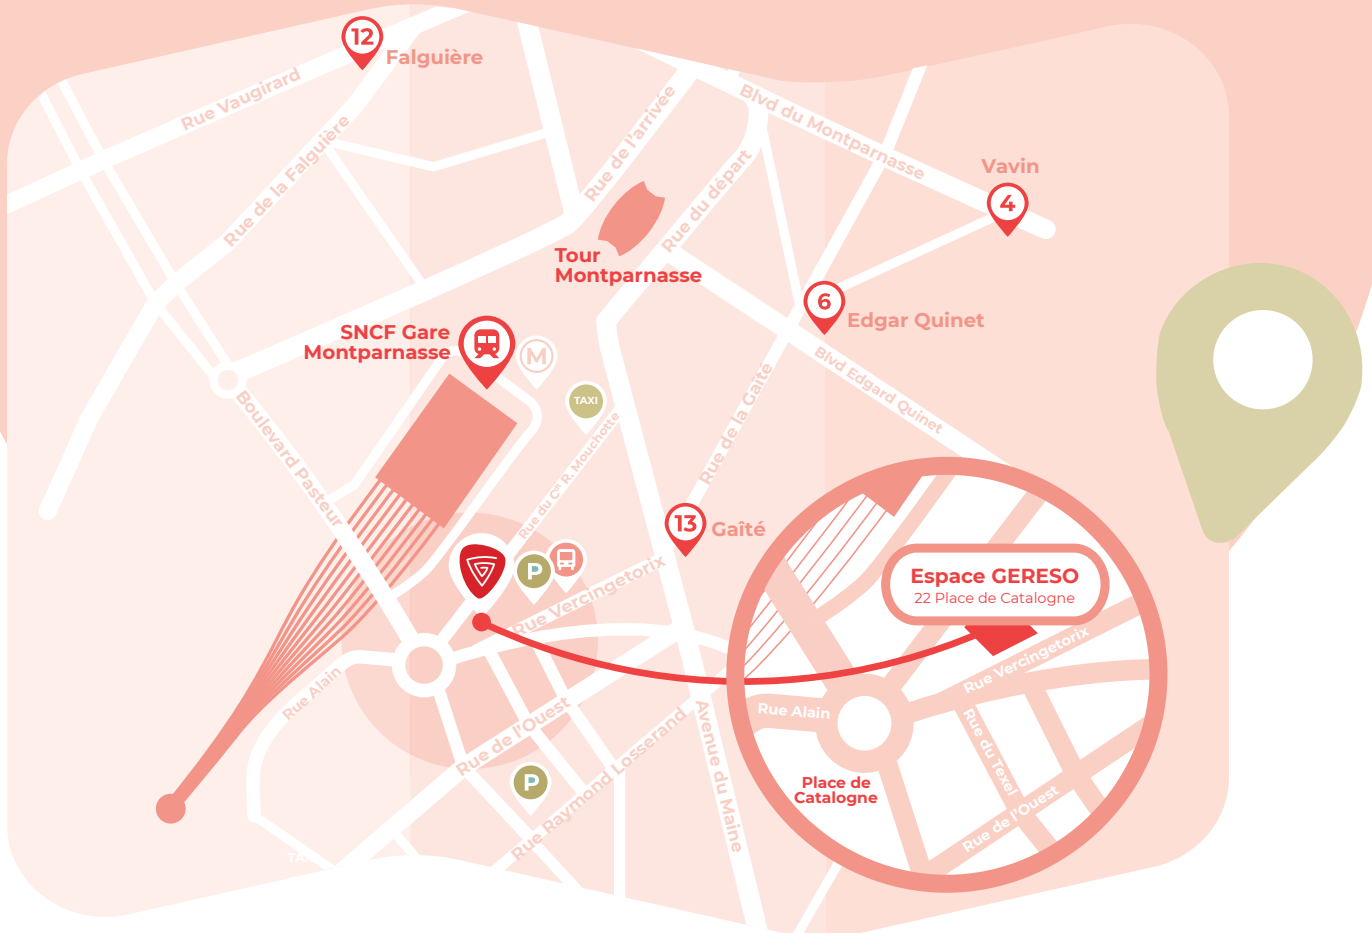 12
Falguière
Rue Vaugirard
Rue de la Falguière
Rue de l'arrivée
Blvd du Montparnasse
Rue du départ
Vavin
4
Tour
Montparnasse
6
Edgar Quinet
SNCF Gare
Montparnasse
M
TAXI
Blvd Edgard Quinet
Rue de la Gaîté
Boulevard Pasteur
Rue du Cdt R. Mouchotte
13
Gaîté
P
Rue Vercingetorix
Espace GERESO
22 Place de Catalogne
Rue Vercingetorix
Rue Alain
Rue Alain
Rue de l'Ouest
Rue Raymond Losserand
Avenue du Maine
Rue du Texel
Place de
Catalogne
P
Rue de l'Ouest